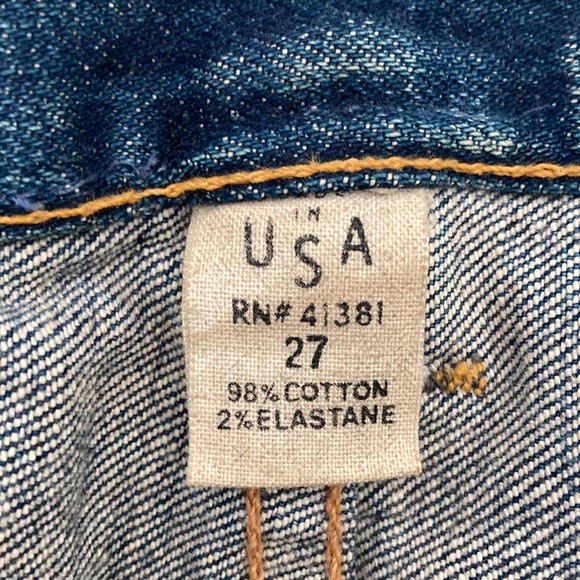 IN
USA
RN# 41381
27
98% COTTON
2% ELASTANE